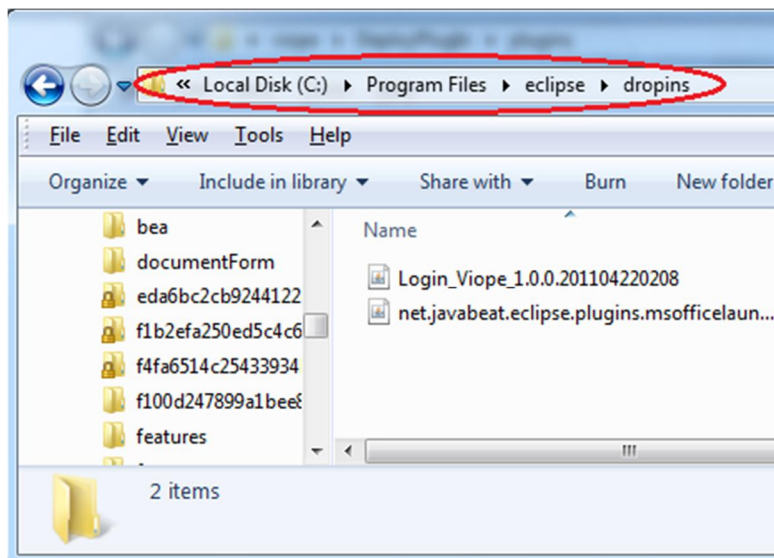 « Local Disk (C:) ▸ Program Files ▸ eclipse ▸ dropins
File Edit View Tools Help
Organize ▾ Include in library ▾ Share with ▾ Burn New folder
bea
documentForm
eda6bc2cb9244122
f1b2efa250ed5c4c6
f4fa6514c25433934
f100d247899a1bee8
features
Name
Login_Viope_1.0.0.201104220208
net.javabeat.eclipse.plugins.msofficelaun...
2 items